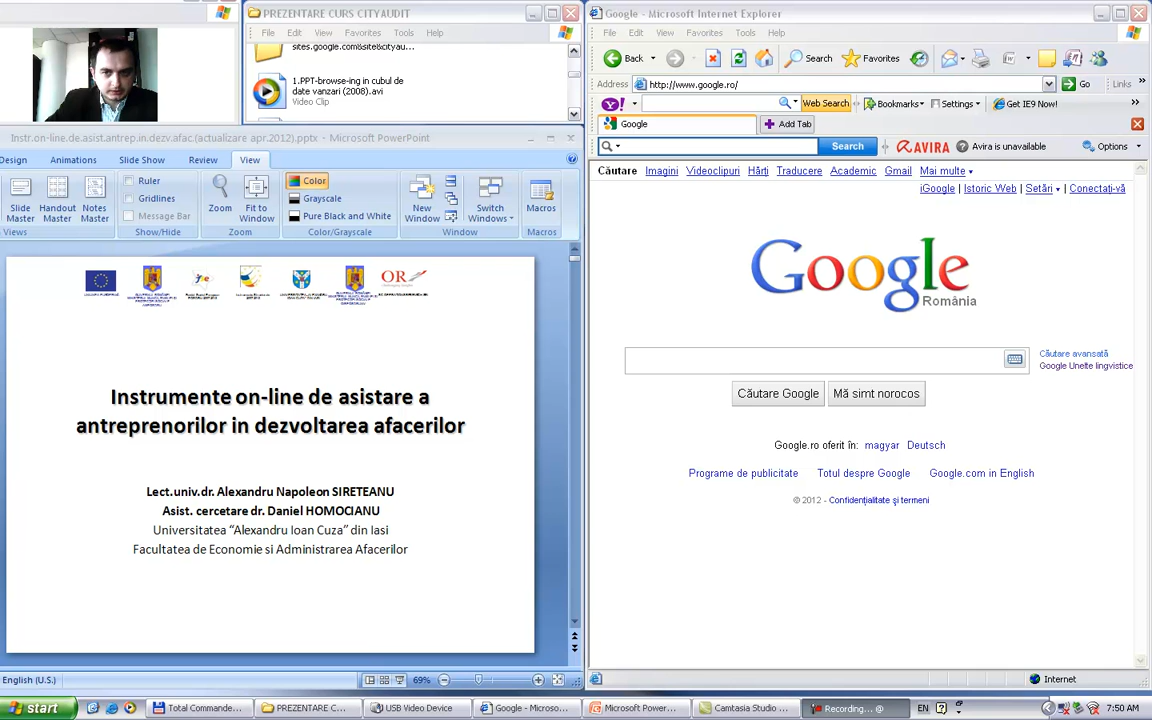 PREZENTARE CURS CITYAUDIT
File Edit View Favorites Tools Help
sites.google.com&site&cityau...
1.PPT-browse-ing in cubul de
date vanzari (2008).avi
Video Clip
Google - Microsoft Internet Explorer
File Edit View Favorites Tools Help
Back Search Favorites
Address http://www.google.ro/ Go Links
Y! Web Search Bookmarks Settings Get IE9 Now!
Google Add Tab
Search AVIRA Avira is unavailable Options
Căutare Imagini Videoclipuri Hărți Traducere Academic Gmail Mai multe
iGoogle | Istoric Web | Setări | Conectați-vă
Google
România
Căutare avansată
Google Unelte lingvistice
Căutare Google Mă simt norocos
Google.ro oferit în: magyar Deutsch
Programe de publicitate Totul despre Google Google.com in English
© 2012 - Confidențialitate și termeni
Internet
Instr.on-line.de.asist.antrep.in.dezv.afac.(actualizare apr.2012).pptx - Microsoft PowerPoint
Design Animations Slide Show Review View
Slide Master
Handout Master
Notes Master
Views
Ruler
Gridlines
Message Bar
Show/Hide
Zoom
Fit to Window
Zoom
Color
Grayscale
Pure Black and White
Color/Grayscale
New Window
Switch Windows
Window
Macros
Macros
OR
Instrumente on-line de asistare a
antreprenorilor in dezvoltarea afacerilor
Lect.univ.dr. Alexandru Napoleon SIRETEANU
Asist. cercetare dr. Daniel HOMOCIANU
Universitatea “Alexandru Ioan Cuza” din Iasi
Facultatea de Economie si Administrarea Afacerilor
English (U.S.) 69%
start Total Commande... PREZENTARE C... USB Video Device Google - Microso... Microsoft Power... Camtasia Studio ... Recording... @ EN 7:50 AM